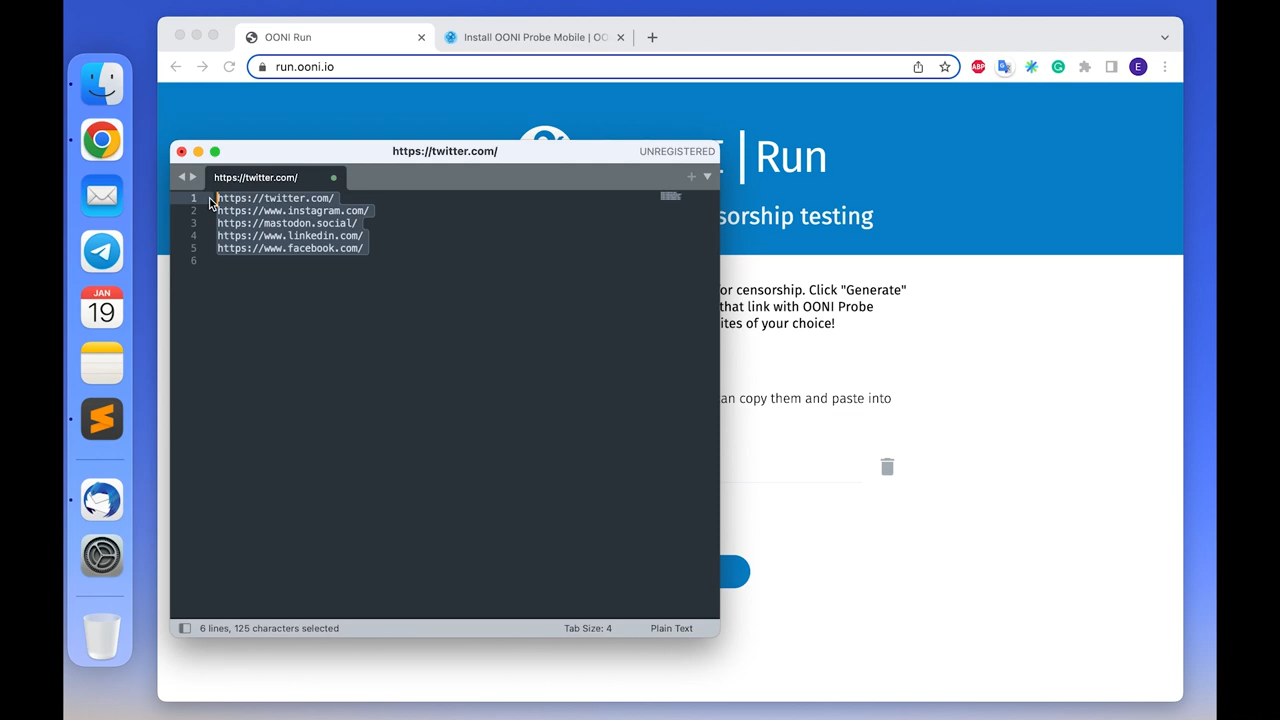 OONI Run
Install OONI Probe Mobile | OO
run.ooni.io
ABP
E
Run
sorship testing
or censorship. Click "Generate"
that link with OONI Probe
ites of your choice!
an copy them and paste into
https://twitter.com/
UNREGISTERED
https://twitter.com/
1 https://twitter.com/
2 https://www.instagram.com/
3 https://mastodon.social/
4 https://www.linkedin.com/
5 https://www.facebook.com/
6
6 lines, 125 characters selected
Tab Size: 4
Plain Text
JAN
19